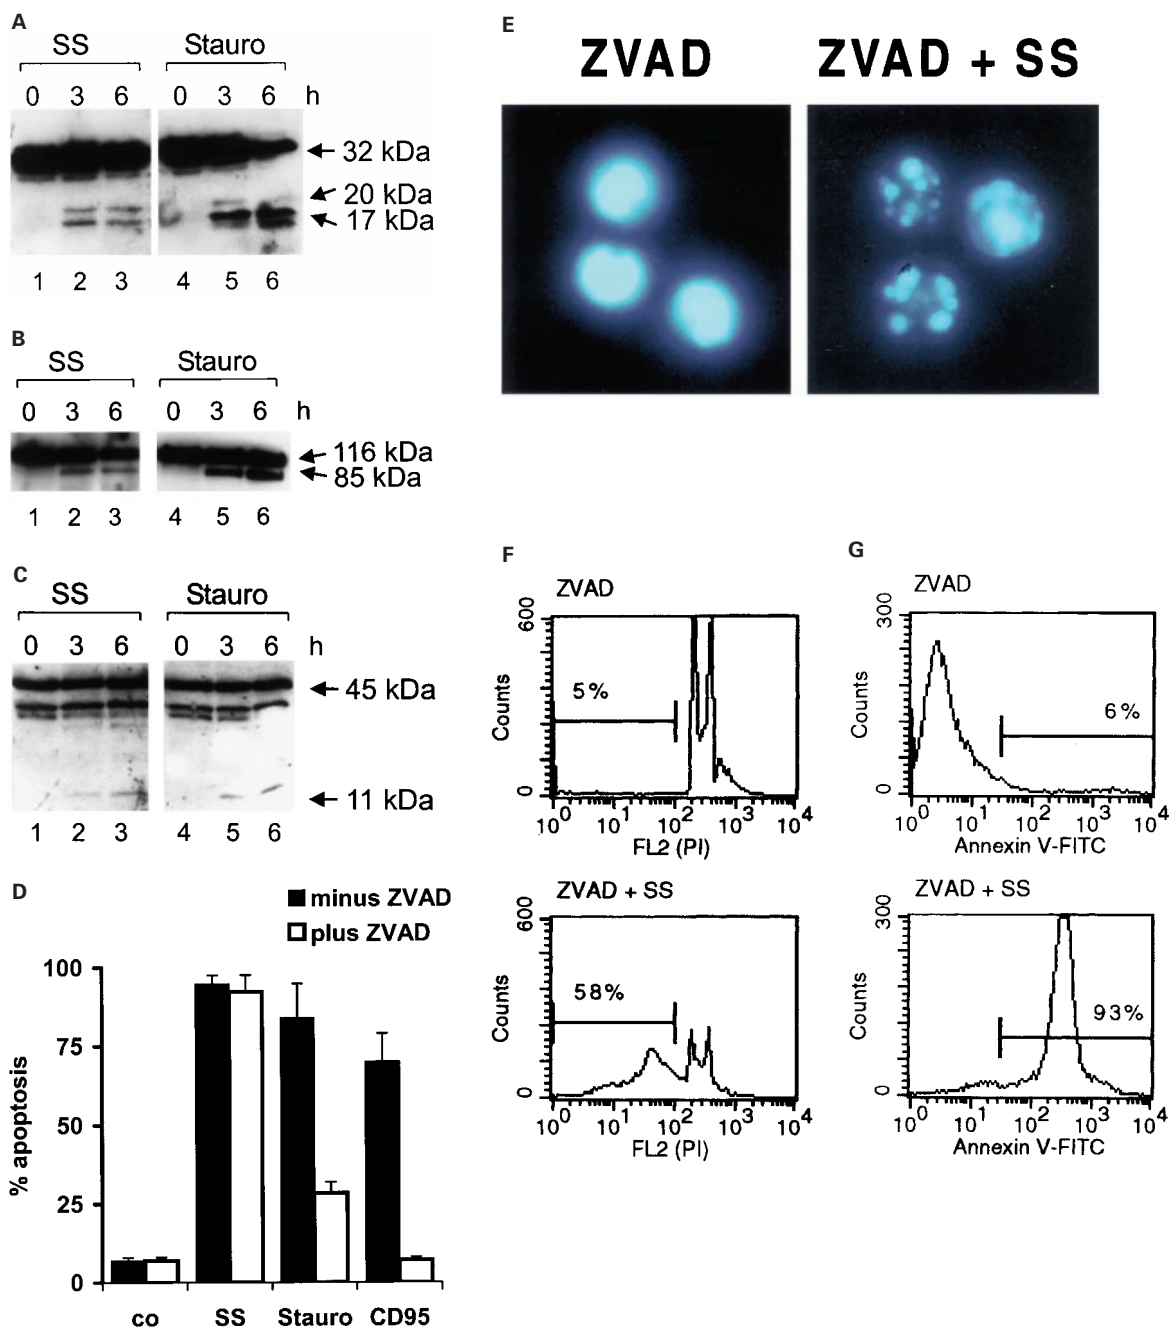 A
SS Stauro
0 3 6 0 3 6 h
32 kDa
20 kDa
17 kDa
1 2 3 4 5 6
B
SS Stauro
0 3 6 0 3 6 h
116 kDa
85 kDa
1 2 3 4 5 6
C
SS Stauro
0 3 6 0 3 6 h
45 kDa
11 kDa
1 2 3 4 5 6
D
minus ZVAD
plus ZVAD
% apoptosis
100
75
50
25
0
co SS Stauro CD95
E
ZVAD ZVAD + SS
F
ZVAD
Counts
600
0
5%
10^0 10^1 10^2 10^3 10^4
FL2 (PI)
ZVAD + SS
Counts
600
0
58%
10^0 10^1 10^2 10^3 10^4
FL2 (PI)
G
ZVAD
Counts
300
0
6%
10^0 10^1 10^2 10^3 10^4
Annexin V-FITC
ZVAD + SS
Counts
300
0
93%
10^0 10^1 10^2 10^3 10^4
Annexin V-FITC